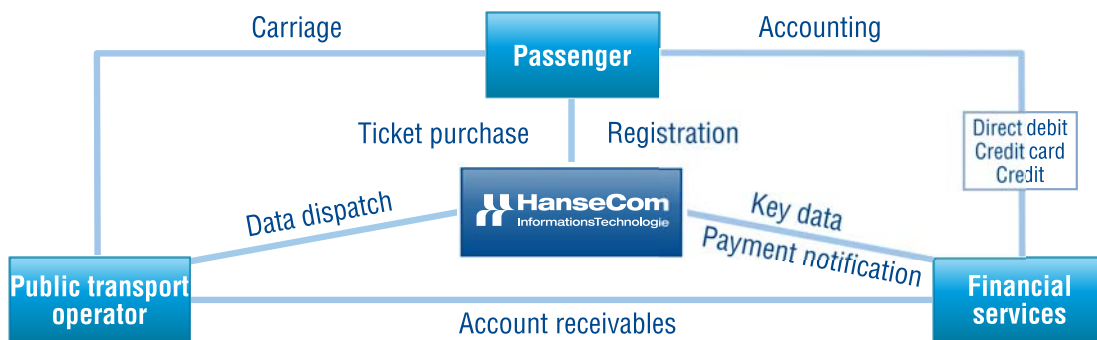 Carriage
Passenger
Accounting
Ticket purchase
Registration
Direct debit
Credit card
Credit
HanseCom
InformationsTechnologie
Data dispatch
Key data
Payment notification
Public transport
operator
Financial
services
Account receivables